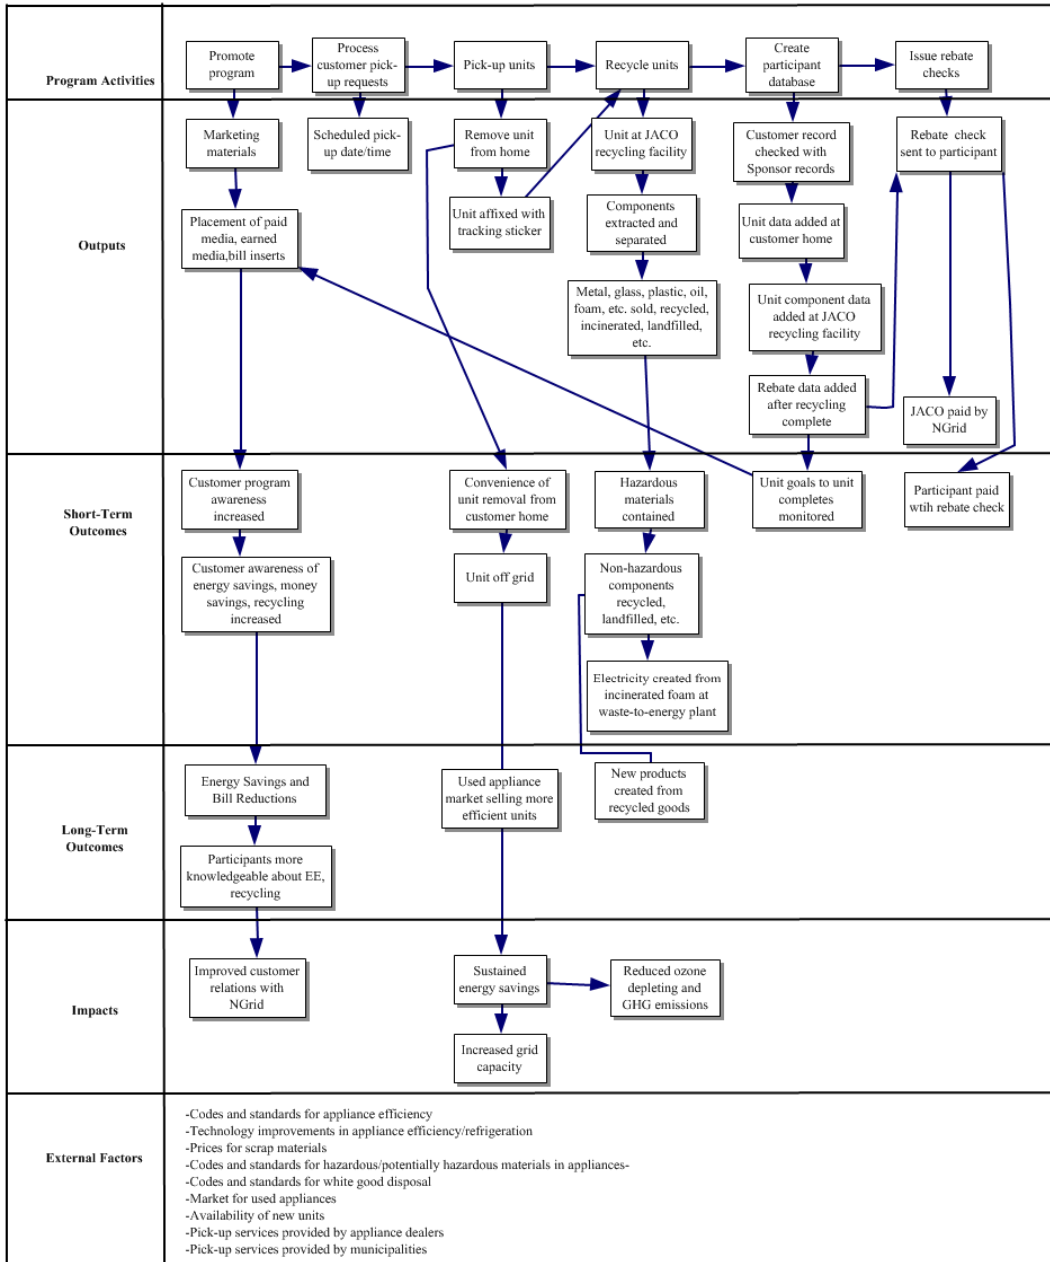 Program Activities
Promote
program
Process
customer pick-
up requests
Pick-up units
Recycle units
Create
participant
database
Issue rebate
checks
Outputs
Marketing
materials
Scheduled pick-
up date/time
Remove unit
from home
Unit at JACO
recycling facility
Customer record
checked with
Sponsor records
Rebate check
sent to participant
Placement of paid
media, earned
media,bill inserts
Unit affixed with
tracking sticker
Components
extracted and
separated
Unit data added at
customer home
Metal, glass, plastic, oil,
foam, etc. sold, recycled,
incinerated, landfilled,
etc.
Unit component data
added at JACO
recycling facility
Rebate data added
after recycling
complete
JACO paid by
NGrid
Short-Term
Outcomes
Customer program
awareness
increased
Convenience of
unit removal from
customer home
Hazardous
materials
contained
Unit goals to unit
completes
monitored
Participant paid
wtih rebate check
Customer awareness of
energy savings, money
savings, recycling
increased
Unit off grid
Non-hazardous
components
recycled,
landfilled, etc.
Electricity created from
incinerated foam at
waste-to-energy plant
Long-Term
Outcomes
Energy Savings and
Bill Reductions
Used appliance
market selling more
efficient units
New products
created from
recycled goods
Participants more
knowledgeable about EE,
recycling
Impacts
Improved customer
relations with
NGrid
Sustained
energy savings
Reduced ozone
depleting and
GHG emissions
Increased grid
capacity
External Factors
-Codes and standards for appliance efficiency
-Technology improvements in appliance efficiency/refrigeration
-Prices for scrap materials
-Codes and standards for hazardous/potentially hazardous materials in appliances-
-Codes and standards for white good disposal
-Market for used appliances
-Availability of new units
-Pick-up services provided by appliance dealers
-Pick-up services provided by municipalities